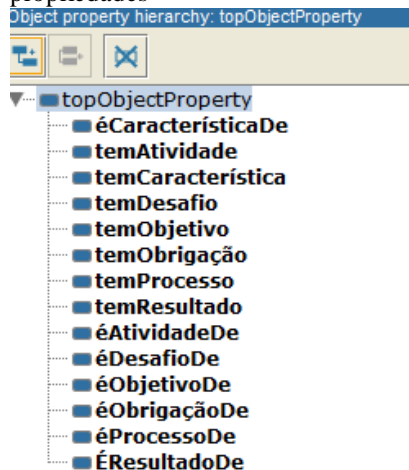 propriedades
Object property hierarchy: topObjectProperty
topObjectProperty
éCaracterísticaDe
temAtividade
temCaracterística
temDesafio
temObjetivo
temObrigação
temProcesso
temResultado
éAtividadeDe
éDesafioDe
éObjetivoDe
éObrigaçãoDe
éProcessoDe
ÉResultadoDe